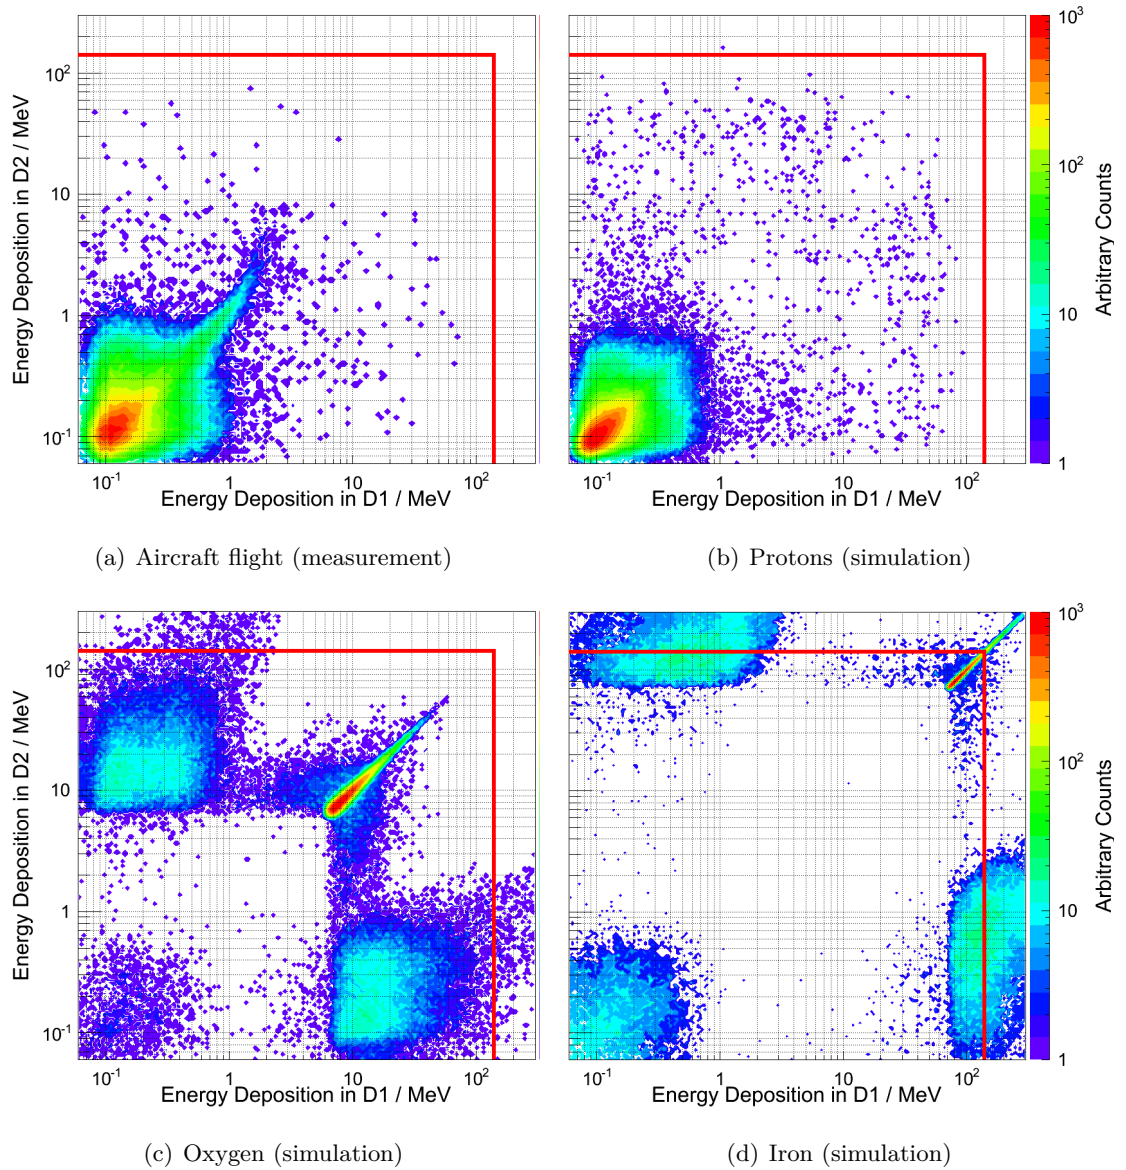 Energy Deposition in D2 / MeV
10²
10
1
10⁻¹
10⁻¹ 1 10 10²
Energy Deposition in D1 / MeV
(a) Aircraft flight (measurement)
10⁻¹ 1 10 10²
Energy Deposition in D1 / MeV
10³
10²
10
1
Arbitrary Counts
(b) Protons (simulation)
Energy Deposition in D2 / MeV
10²
10
1
10⁻¹
10⁻¹ 1 10 10²
Energy Deposition in D1 / MeV
(c) Oxygen (simulation)
10⁻¹ 1 10 10²
Energy Deposition in D1 / MeV
10³
10²
10
1
Arbitrary Counts
(d) Iron (simulation)